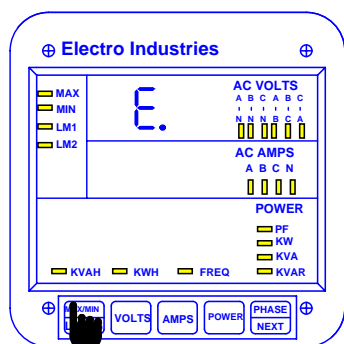 Electro Industries
MAX
MIN
LM1
LM2
E.
AC VOLTS
A B C A B C
N N N B C A
AC AMPS
A B C N
POWER
PF
KW
KVA
KVAH KWH FREQ KVAR
VOLTS AMPS POWER PHASE
NEXT